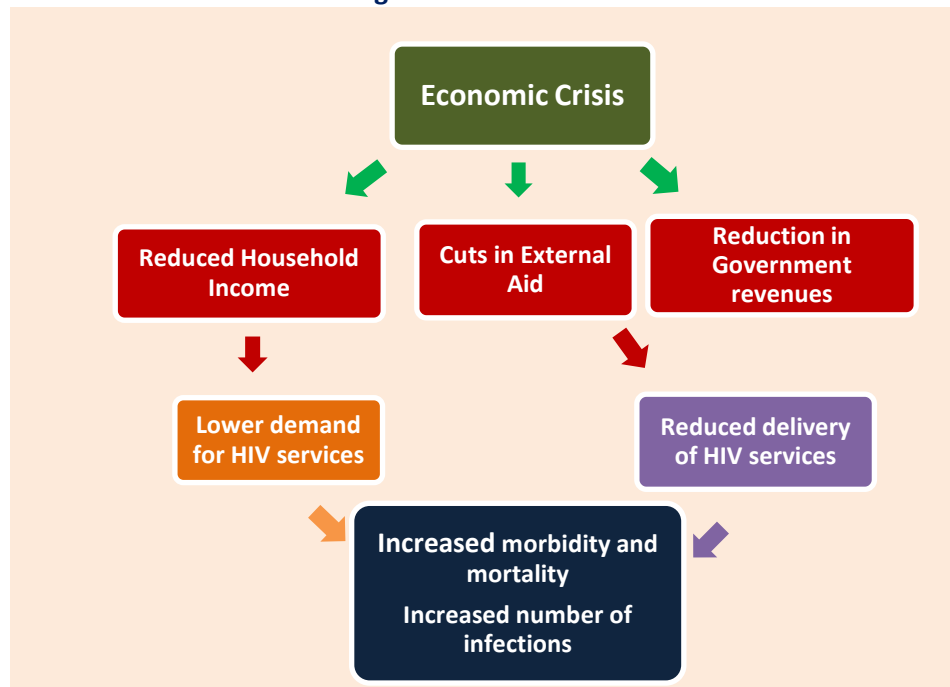 Economic Crisis
Reduced Household
Income
Cuts in External
Aid
Reduction in
Government
revenues
Lower demand
for HIV services
Reduced delivery
of HIV services
Increased morbidity and
mortality
Increased number of
infections